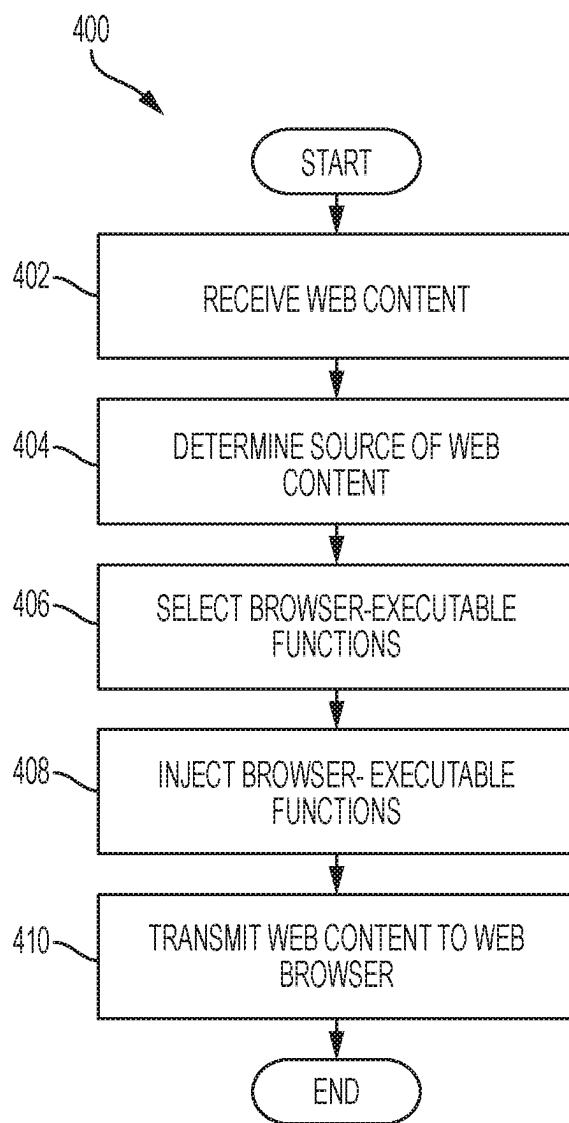 400
START
402
RECEIVE WEB CONTENT
404
DETERMINE SOURCE OF WEB
CONTENT
406
SELECT BROWSER-EXECUTABLE
FUNCTIONS
408
INJECT BROWSER- EXECUTABLE
FUNCTIONS
410
TRANSMIT WEB CONTENT TO WEB
BROWSER
END